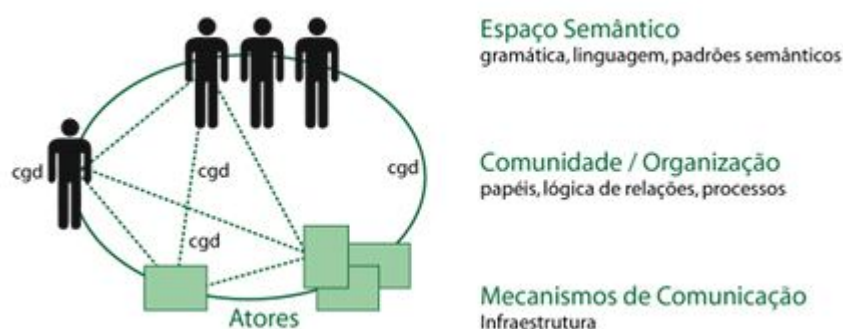 Espaço Semântico
gramática, linguagem, padrões semânticos
cgd
cgd
cgd
Comunidade / Organização
papéis, lógica de relações, processos
cgd
Atores
Mecanismos de Comunicação
Infraestrutura